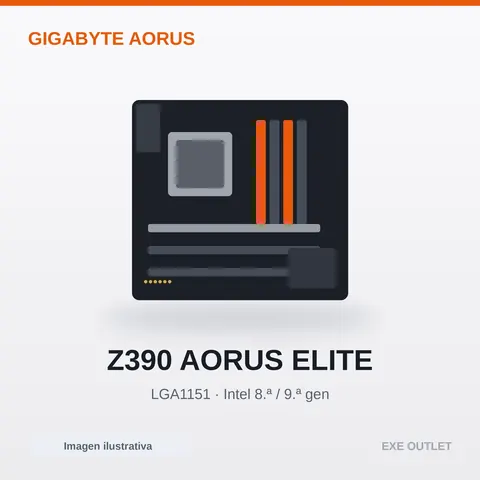 GIGABYTE AORUS
Z390 AORUS ELITE
LGA1151 · Intel 8.ª / 9.ª gen
Imagen ilustrativa
EXE OUTLET